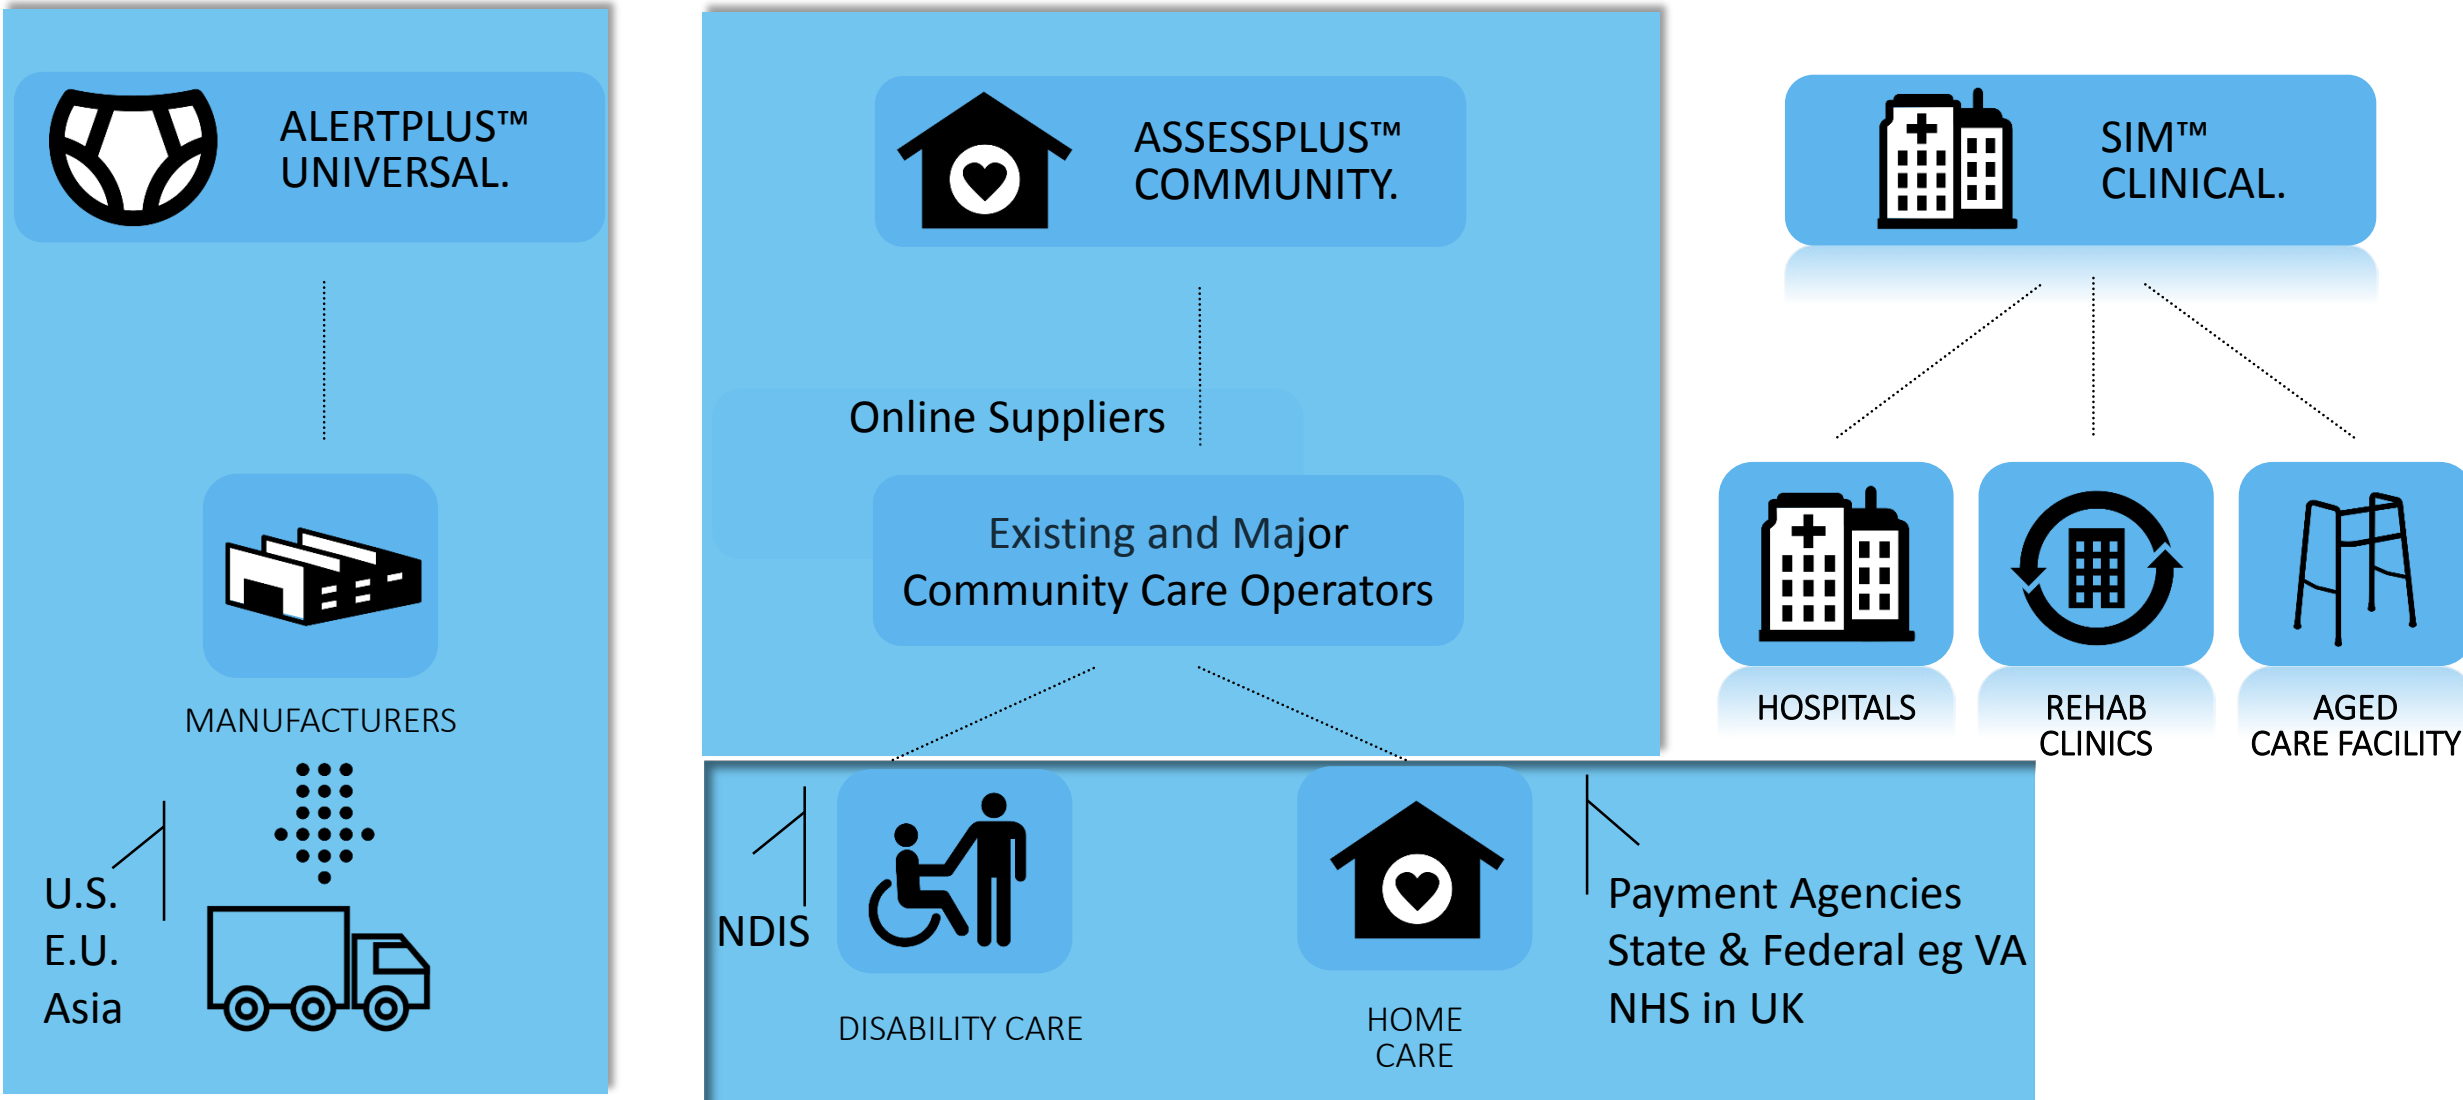 ALERTPLUS™
UNIVERSAL.
MANUFACTURERS
U.S.
E.U.
Asia
ASSESSPLUS™
COMMUNITY.
Online Suppliers
Existing and Major
Community Care Operators
NDIS
DISABILITY CARE
HOME
CARE
Payment Agencies
State & Federal eg VA
NHS in UK
SIM™
CLINICAL.
HOSPITALS
REHAB
CLINICS
AGED
CARE FACILITY